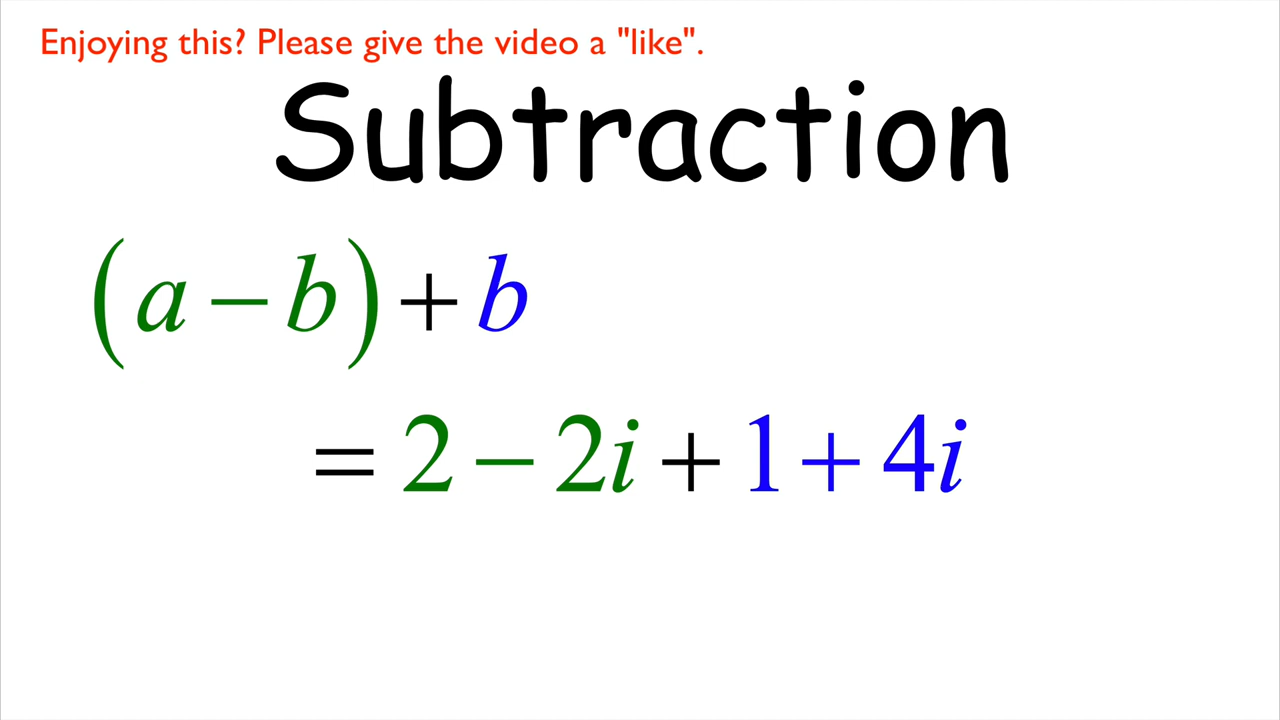 Enjoying this? Please give the video a "like".
Subtraction
(a − b) + b
= 2 − 2i + 1 + 4i